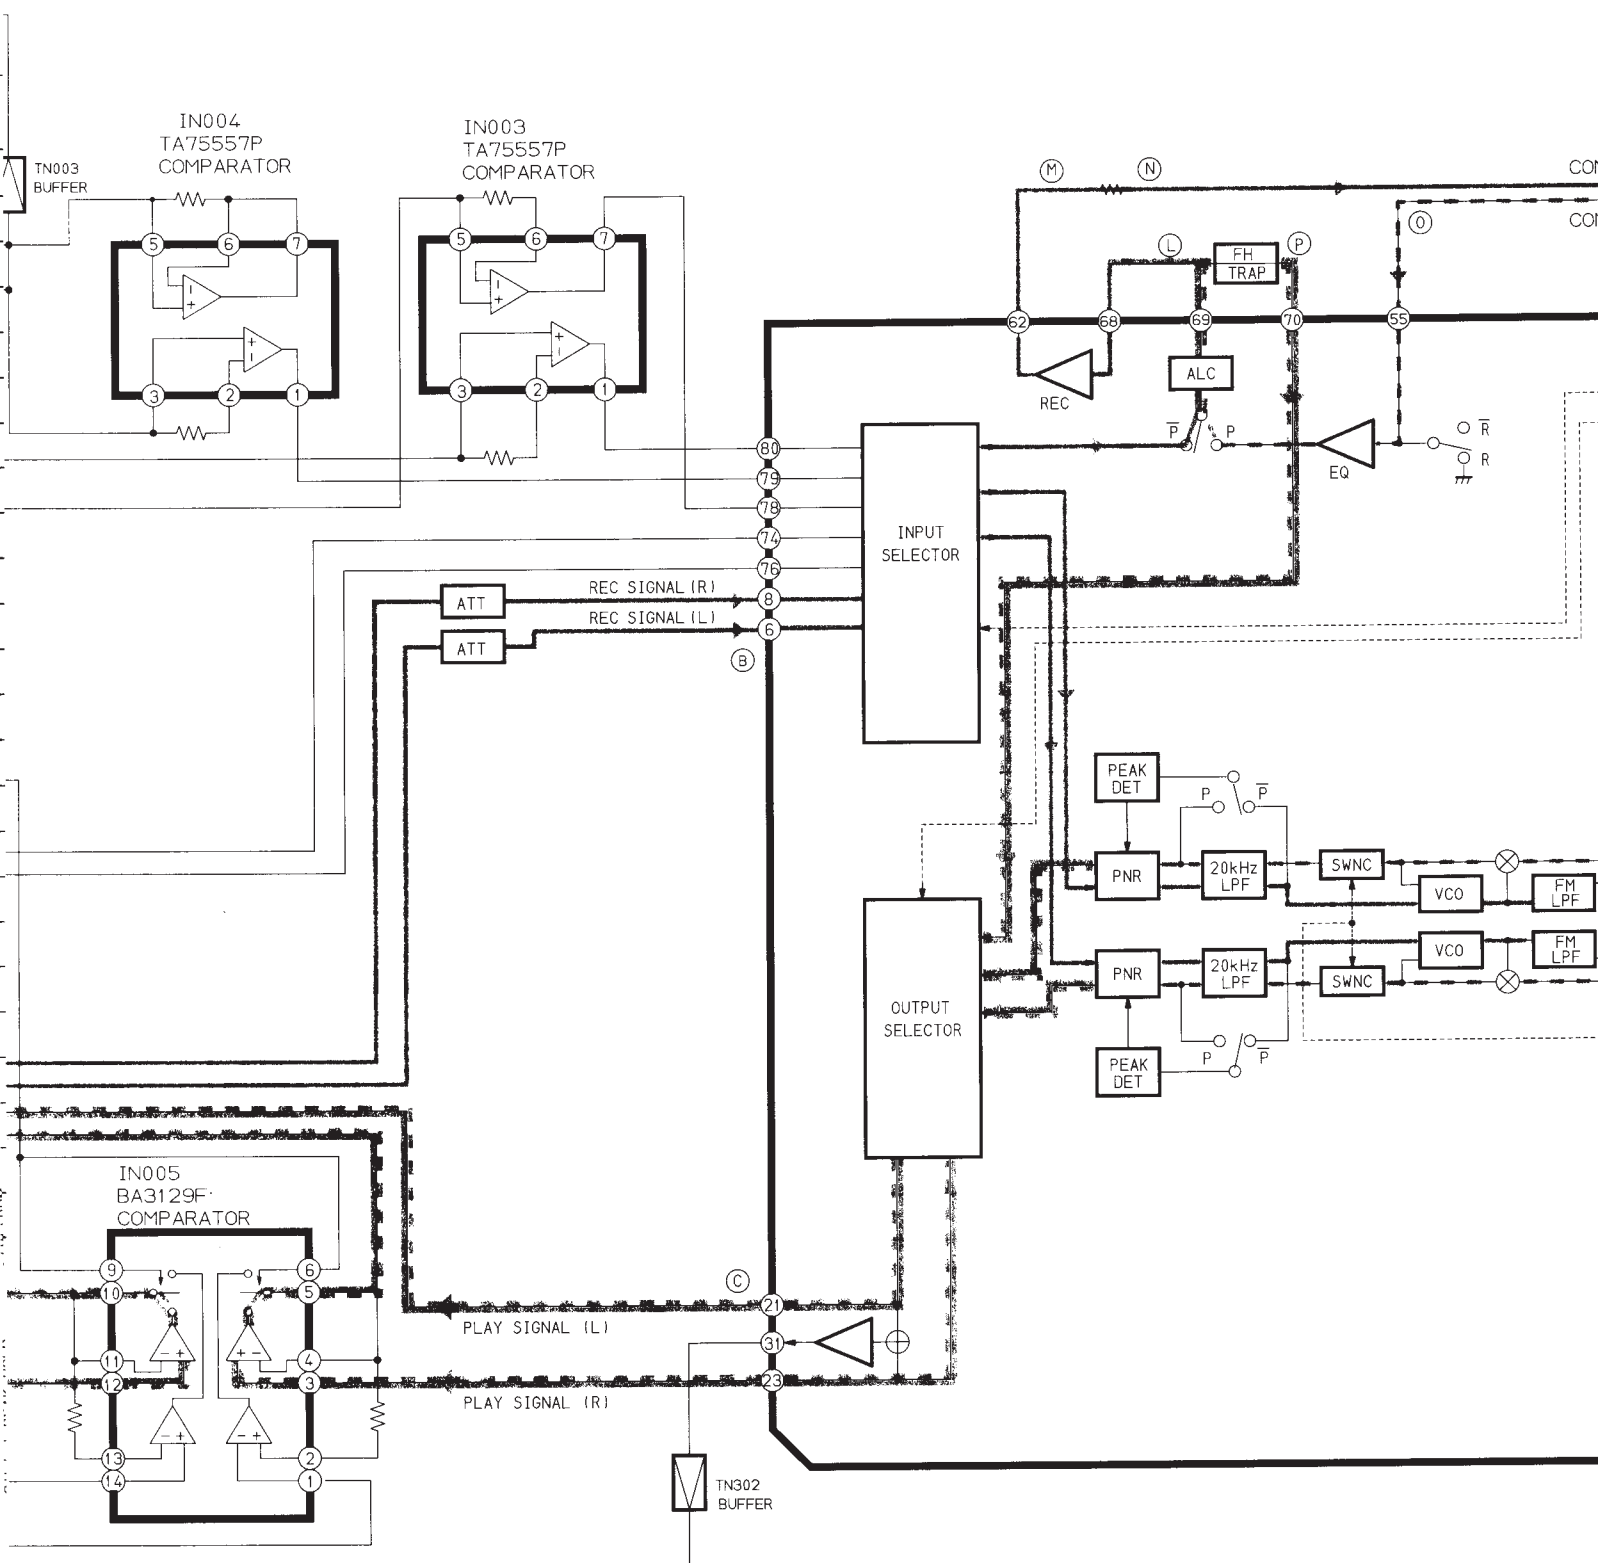 IN004
TA75557P
COMPARATOR
IN003
TA75557P
COMPARATOR
TN003
BUFFER
5
6
7
3
2
1
5
6
7
3
2
1
M
N
O
L
P
FH
TRAP
62
68
69
70
55
REC
ALC
P̅
P
EQ
R̅
R
80
79
78
74
76
8
6
INPUT
SELECTOR
ATT
REC SIGNAL (R)
ATT
REC SIGNAL (L)
B
PEAK
DET
P
P̅
PNR
20kHz
LPF
SWNC
VCO
FM
LPF
PNR
20kHz
LPF
VCO
SWNC
FM
LPF
P
P̅
PEAK
DET
OUTPUT
SELECTOR
IN005
BA3129F
COMPARATOR
9
10
11
12
13
14
6
5
4
3
2
1
- +
+ -
- +
- +
C
21
31
23
PLAY SIGNAL (L)
PLAY SIGNAL (R)
TN302
BUFFER